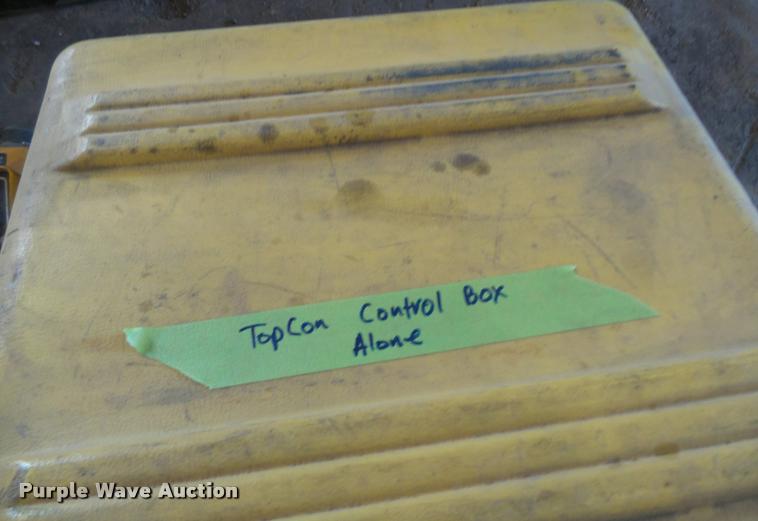 TopCon Control Box
Alone
Purple Wave Auction